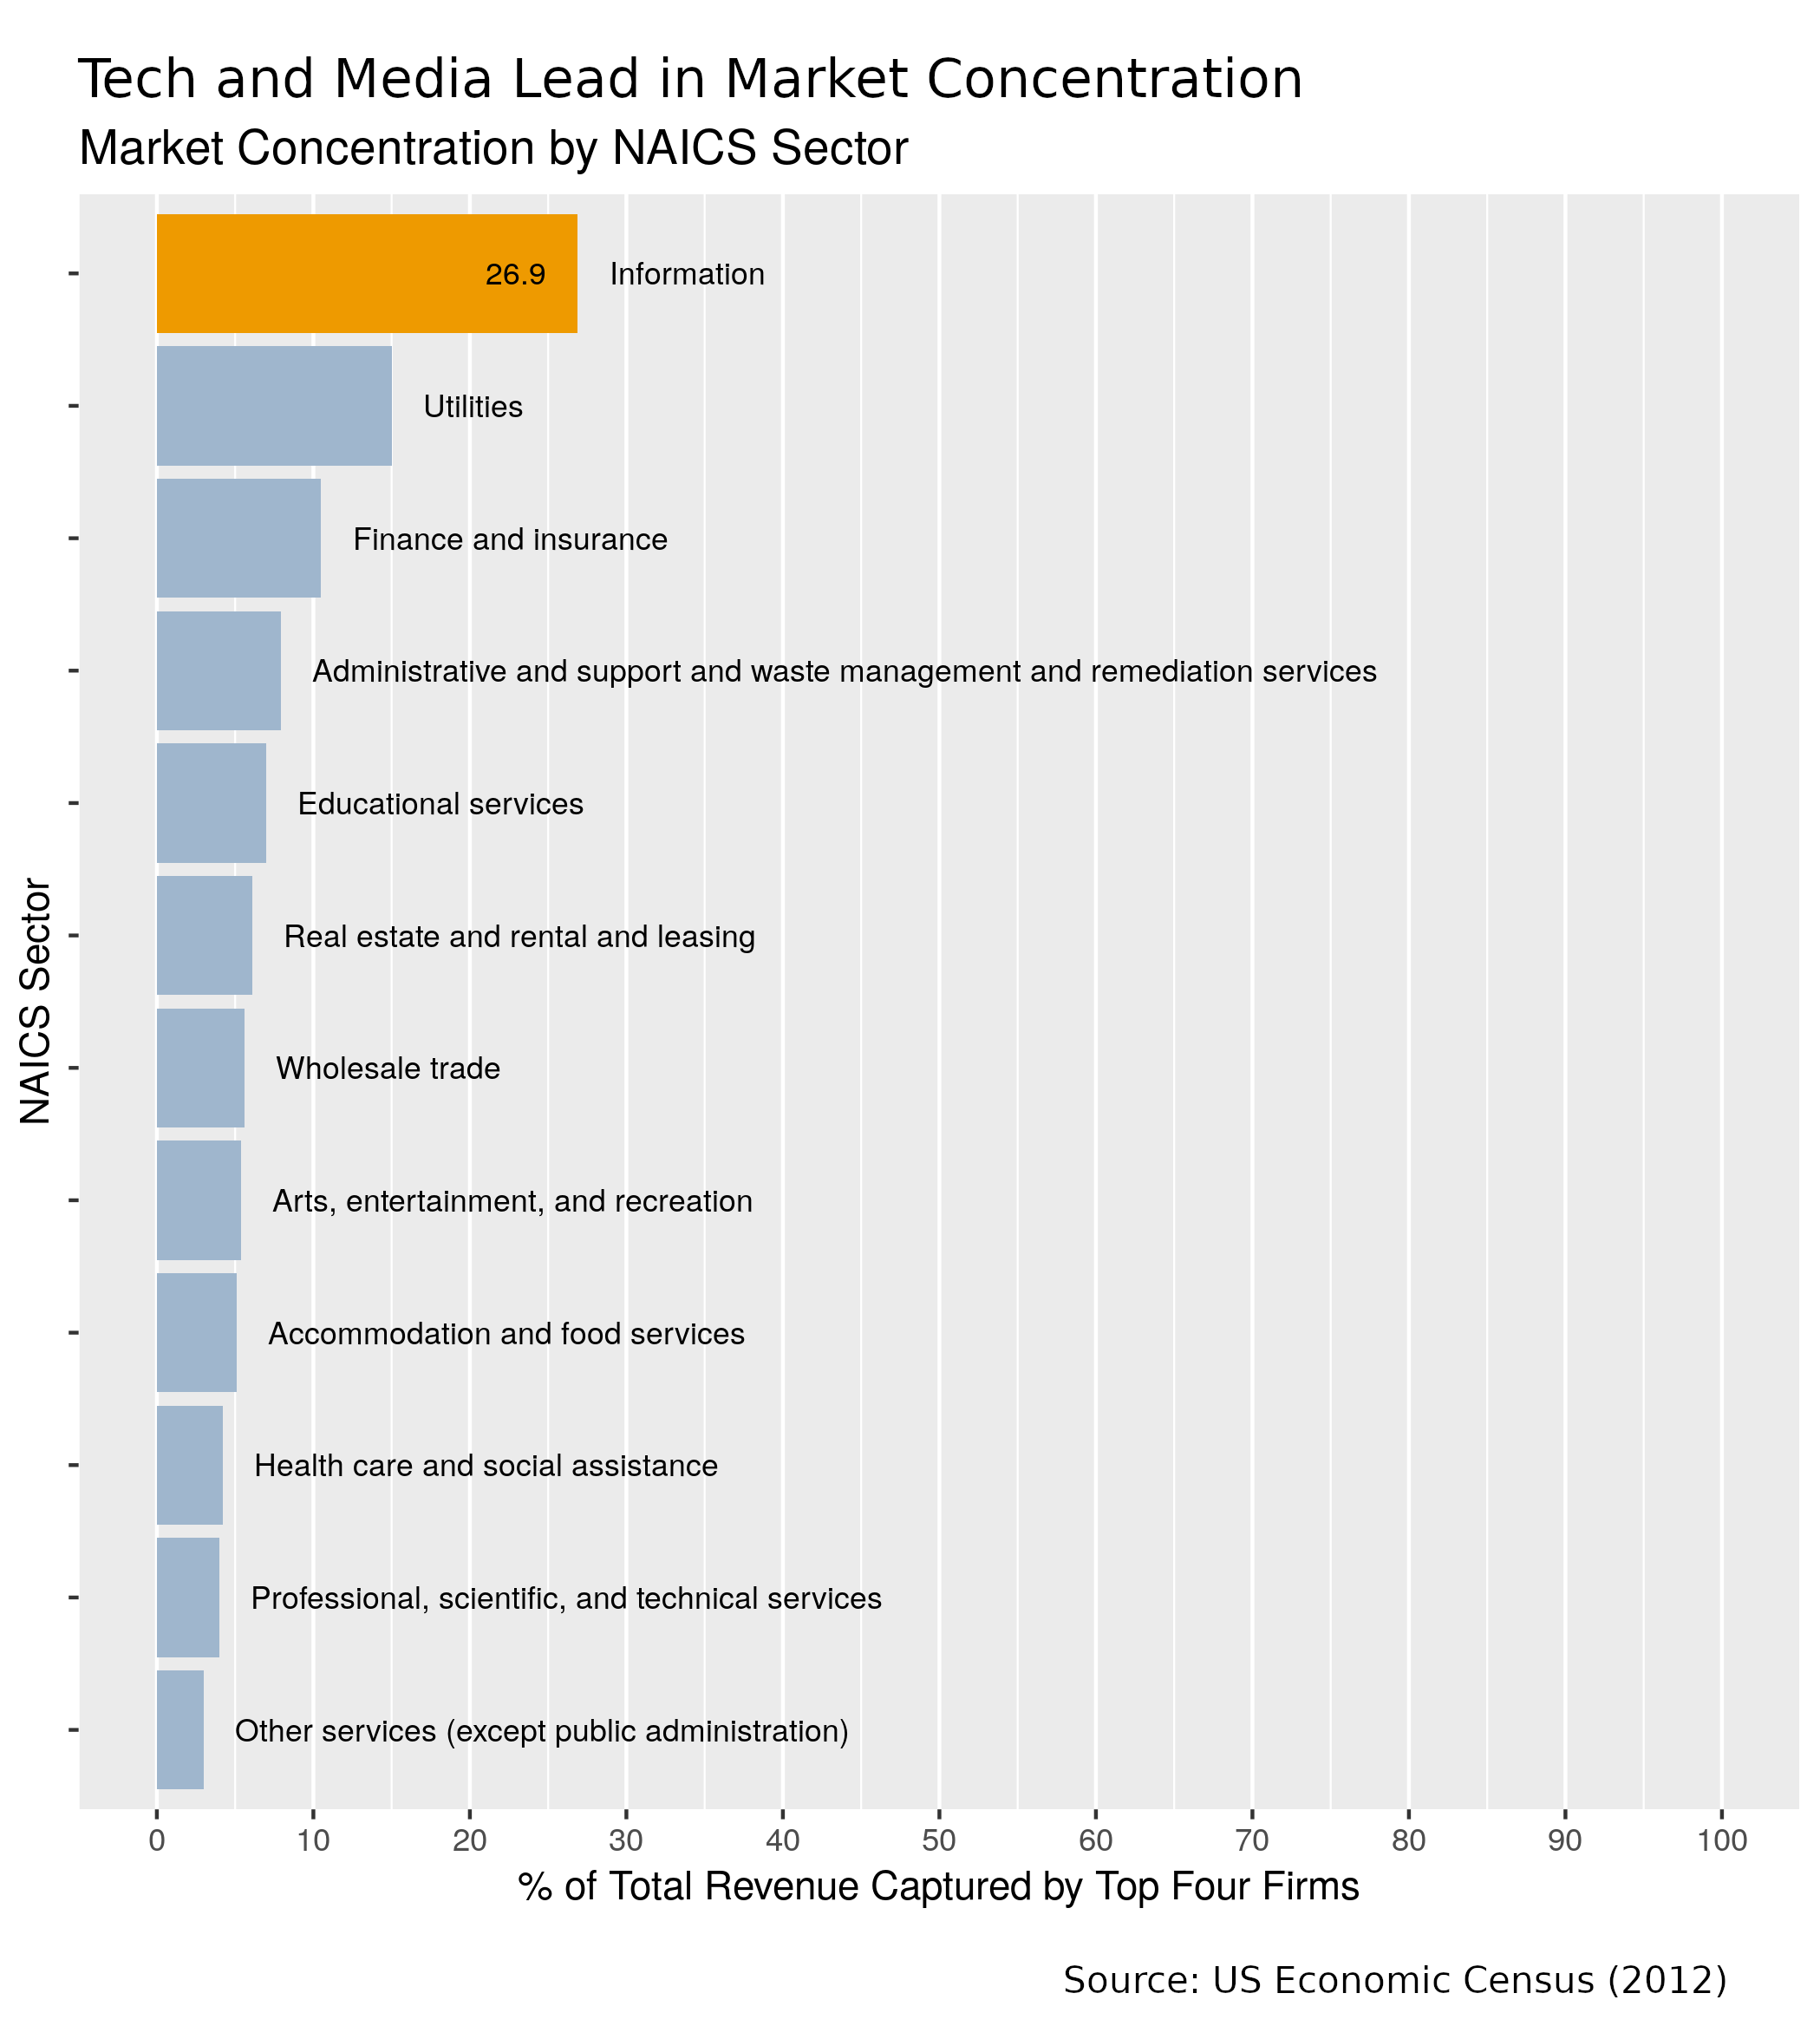 Tech and Media Lead in Market Concentration
Market Concentration by NAICS Sector
26.9 Information
Utilities
Finance and insurance
Administrative and support and waste management and remediation services
Educational services
Real estate and rental and leasing
Wholesale trade
Arts, entertainment, and recreation
Accommodation and food services
Health care and social assistance
Professional, scientific, and technical services
Other services (except public administration)
NAICS Sector
0 10 20 30 40 50 60 70 80 90 100
% of Total Revenue Captured by Top Four Firms
Source: US Economic Census (2012)